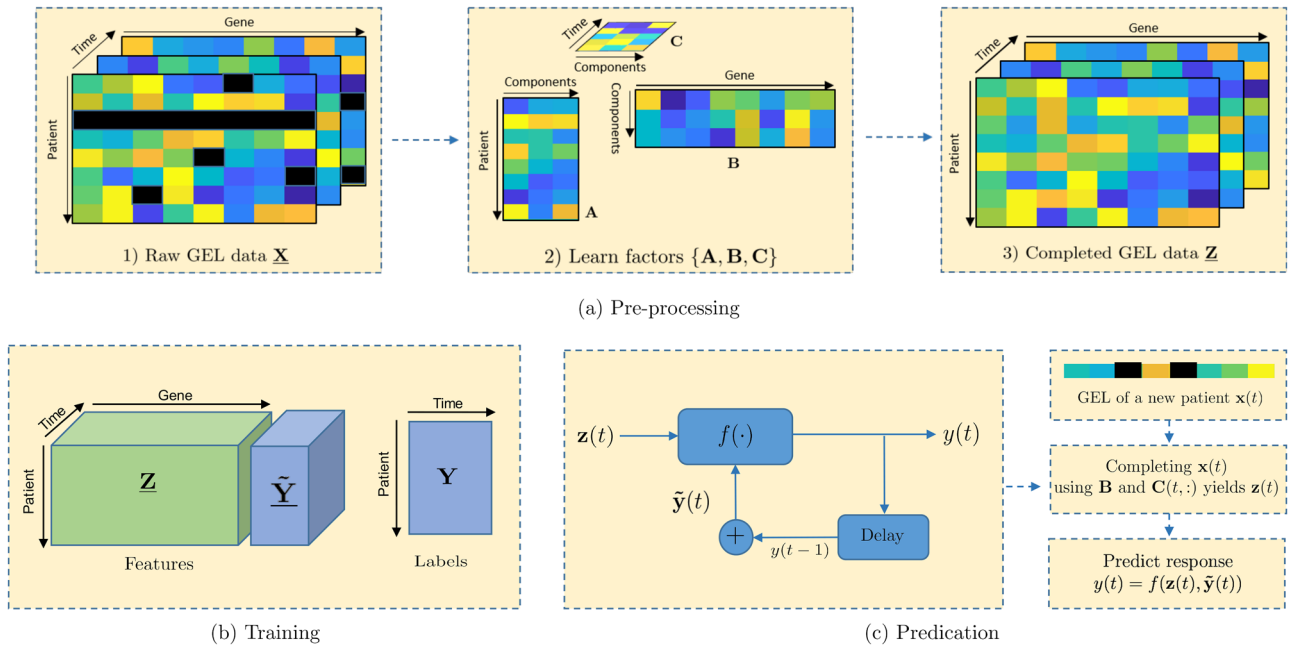 Gene
Time
Patient
1) Raw GEL data X
Time
C
Components
Components
Patient
A
Gene
Components
B
2) Learn factors {A, B, C}
Gene
Time
Patient
3) Completed GEL data Z
(a) Pre-processing
Time
Gene
Patient
Z
Ỹ
Features
Time
Patient
Y
Labels
(b) Training
z(t)
f(·)
y(t)
ỹ(t)
+
y(t − 1)
Delay
GEL of a new patient x(t)
Completing x(t)
using B and C(t, :) yields z(t)
Predict response
y(t) = f(z(t), ỹ(t))
(c) Predication